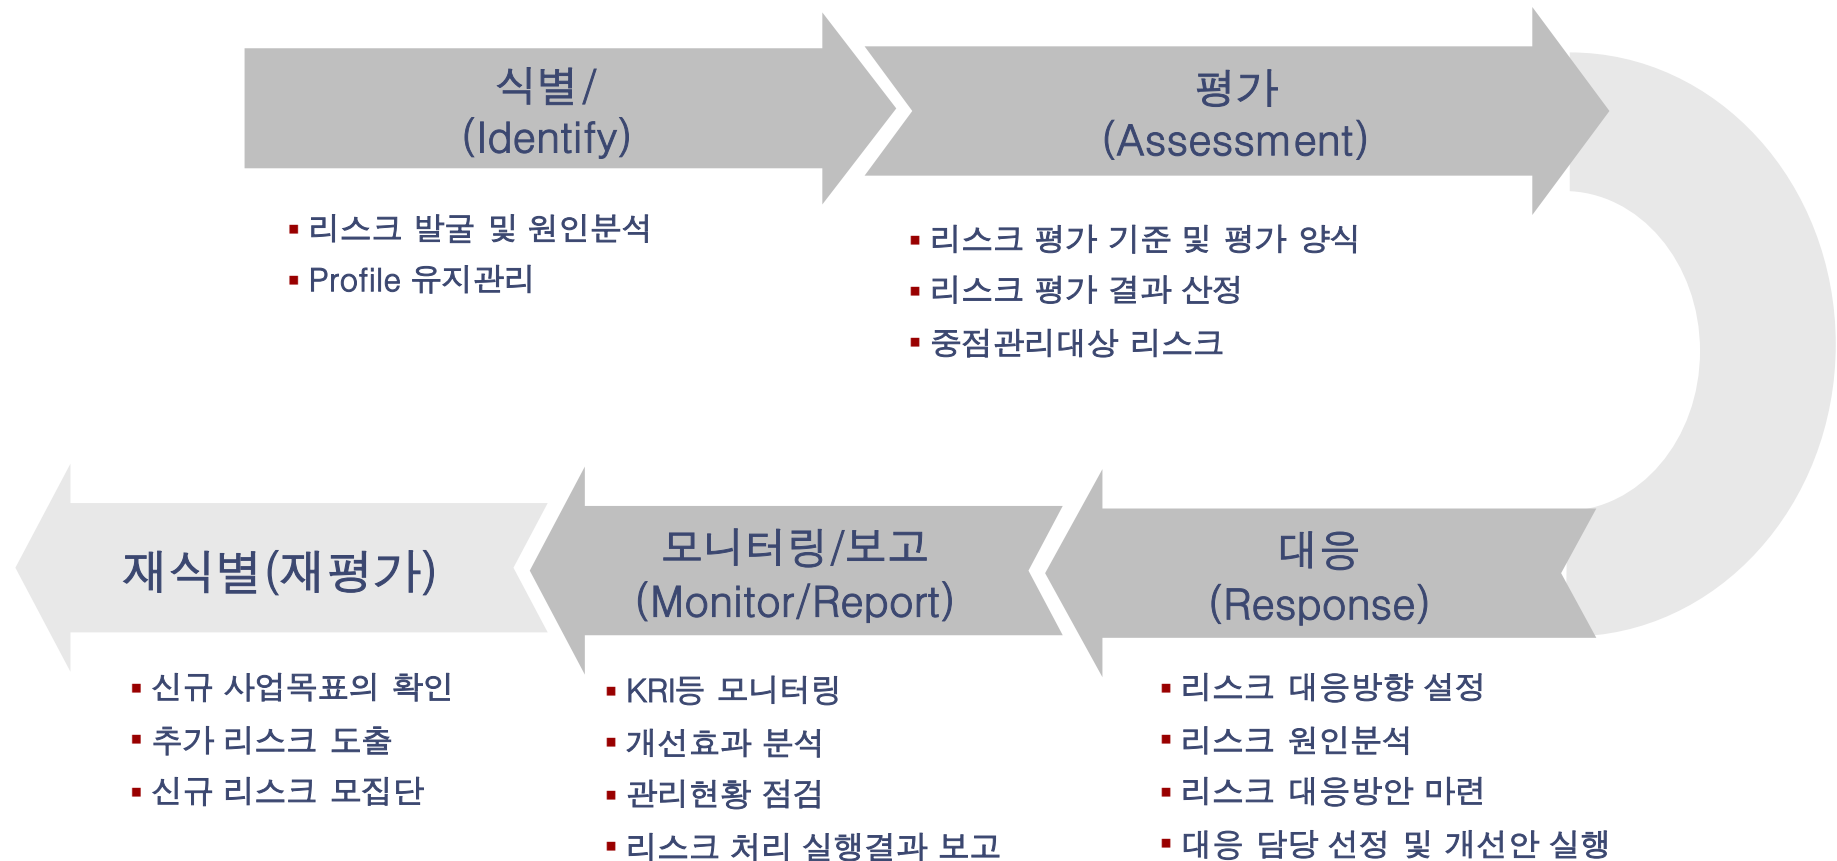 식별/
(Identify)
▪ 리스크 발굴 및 원인분석
▪ Profile 유지관리
평가
(Assessment)
▪ 리스크 평가 기준 및 평가 양식
▪ 리스크 평가 결과 산정
▪ 중점관리대상 리스크
대응
(Response)
▪ 리스크 대응방향 설정
▪ 리스크 원인분석
▪ 리스크 대응방안 마련
▪ 대응 담당 선정 및 개선안 실행
모니터링/보고
(Monitor/Report)
▪ KRI등 모니터링
▪ 개선효과 분석
▪ 관리현황 점검
▪ 리스크 처리 실행결과 보고
재식별(재평가)
▪ 신규 사업목표의 확인
▪ 추가 리스크 도출
▪ 신규 리스크 모집단